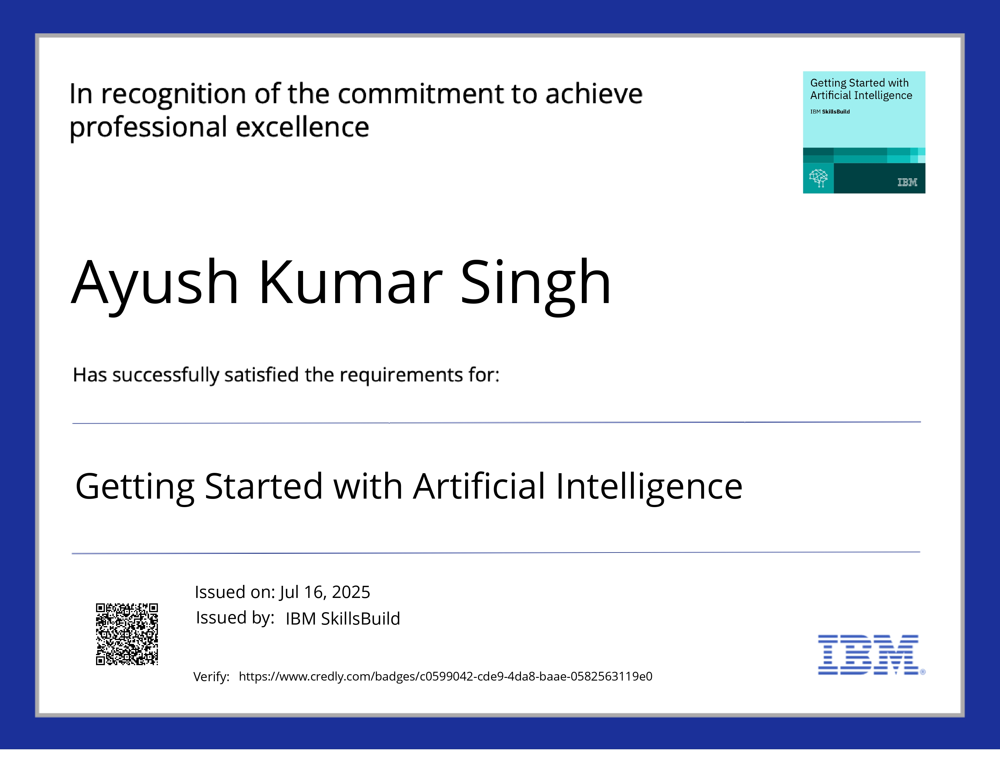 In recognition of the commitment to achieve
professional excellence
Getting Started with
Artificial Intelligence
IBM SkillsBuild
IBM
Ayush Kumar Singh
Has successfully satisfied the requirements for:
Getting Started with Artificial Intelligence
Issued on: Jul 16, 2025
Issued by: IBM SkillsBuild
Verify: https://www.credly.com/badges/c0599042-cde9-4da8-baae-0582563119e0
IBM®